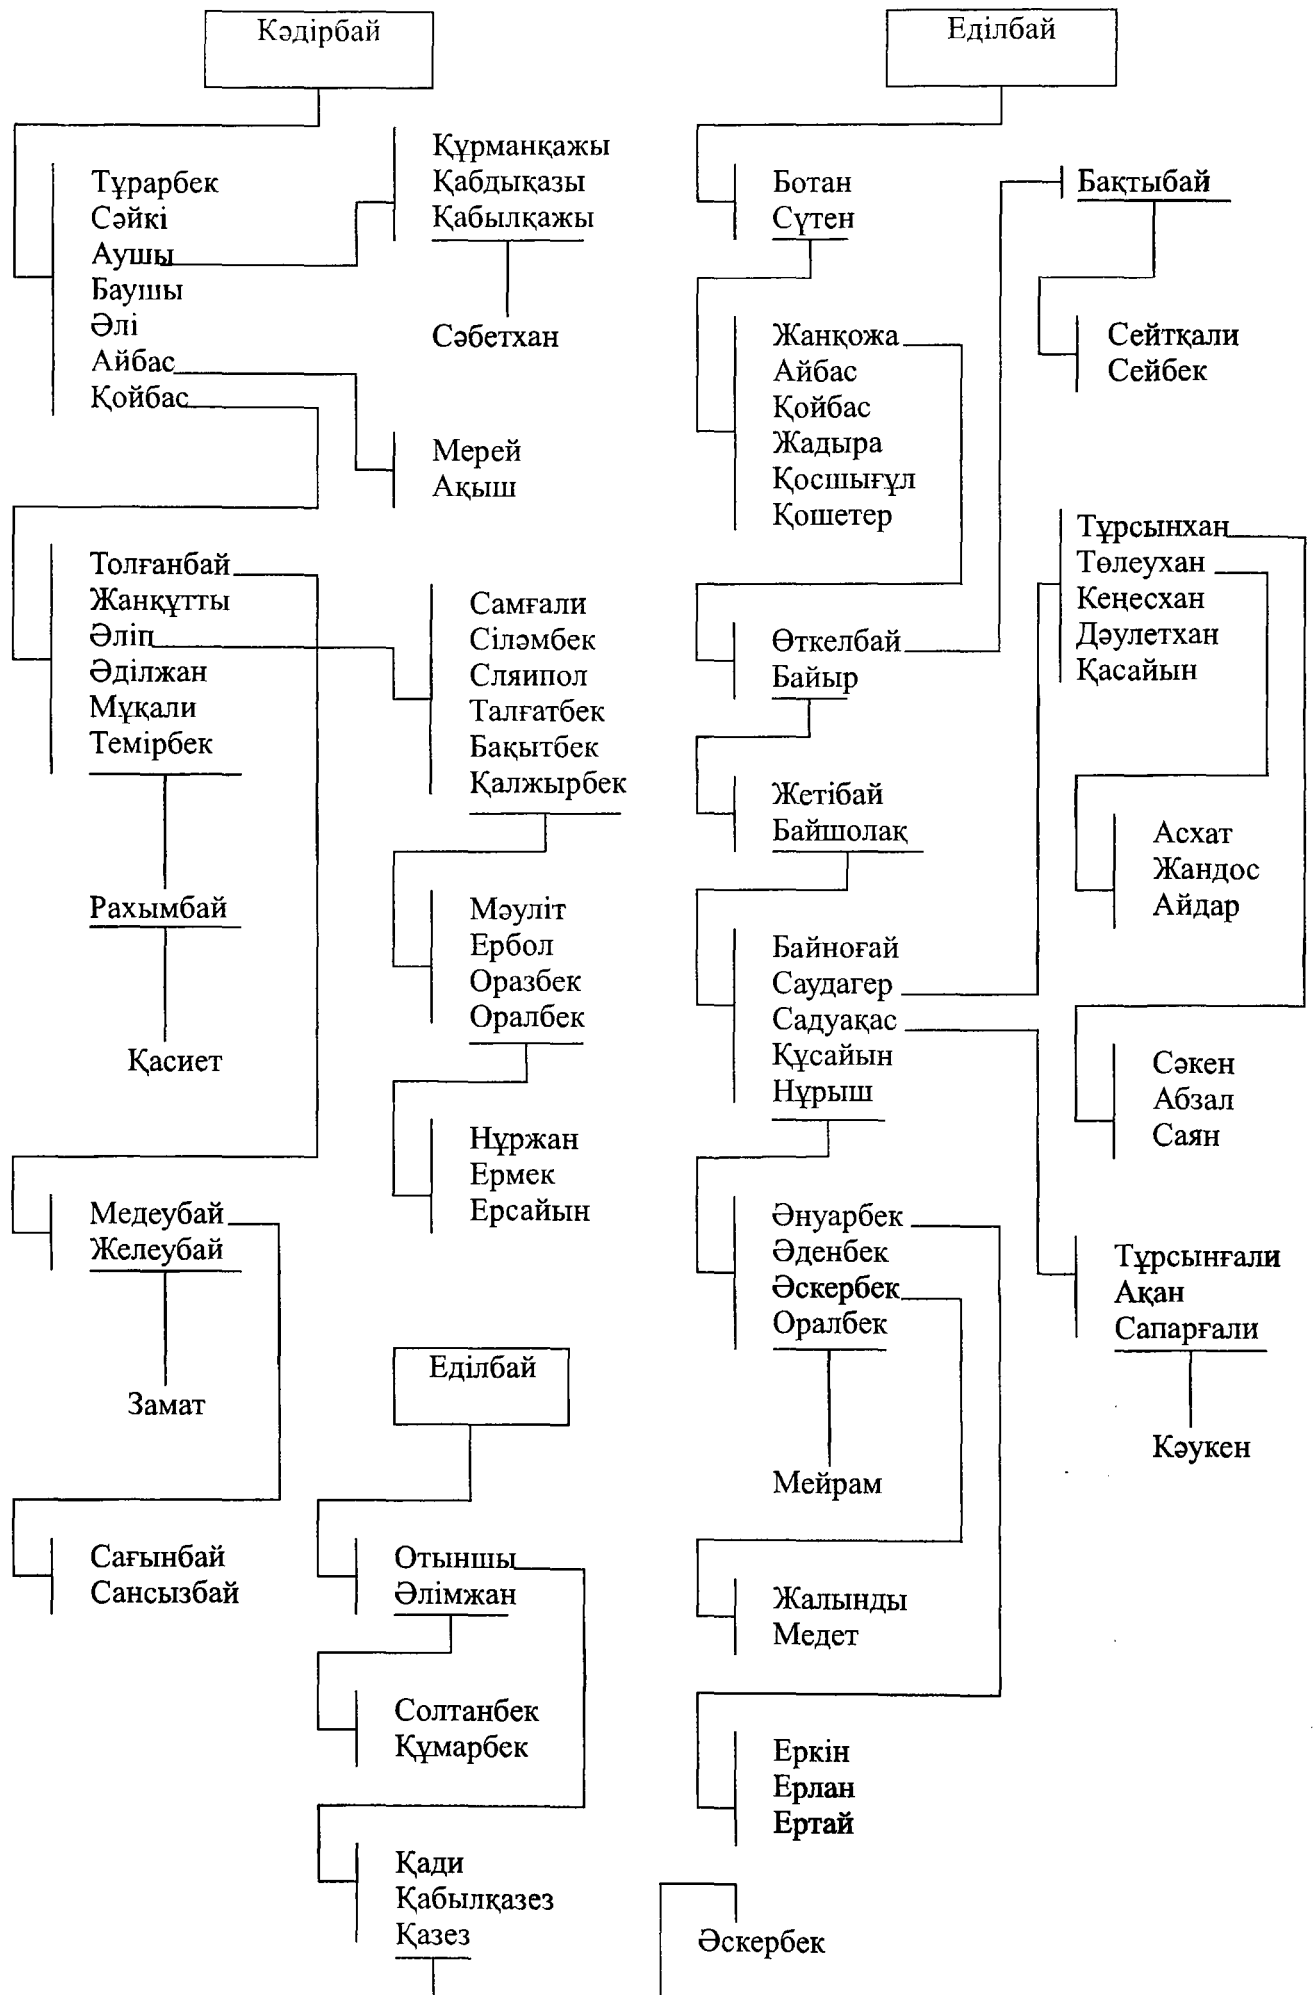 Кәдірбай
Тұрарбек
Сәйкі
Аушы
Баушы
Әлі
Айбас
Қойбас
Құрманқажы
Қабдықазы
Қабылқажы
Сәбетхан
Мерей
Ақыш
Толғанбай
Жанқұтты
Әліп
Әділжан
Мұқали
Темірбек
Рахымбай
Қасиет
Самғали
Сіләмбек
Сляипол
Талғатбек
Бақытбек
Қалжырбек
Мәуліт
Ербол
Оразбек
Оралбек
Нұржан
Ермек
Ерсайын
Медеубай
Желеубай
Замат
Сағынбай
Сансызбай
Еділбай
Отыншы
Әлімжан
Солтанбек
Құмарбек
Қади
Қабылқазез
Қазез
Еділбай
Ботан
Сүтен
Жанқожа
Айбас
Қойбас
Жадыра
Қосшығұл
Қошетер
Өткелбай
Байыр
Жетібай
Байшолақ
Байноғай
Саудагер
Садуақас
Құсайын
Нұрыш
Әнуарбек
Әденбек
Әскербек
Оралбек
Мейрам
Жалынды
Медет
Еркін
Ерлан
Ертай
Әскербек
Бақтыбай
Сейтқали
Сейбек
Тұрсынхан
Төлеухан
Кеңесхан
Дәулетхан
Қасайын
Асхат
Жандос
Айдар
Сәкен
Абзал
Саян
Тұрсынғали
Ақан
Сапарғали
Кәукен